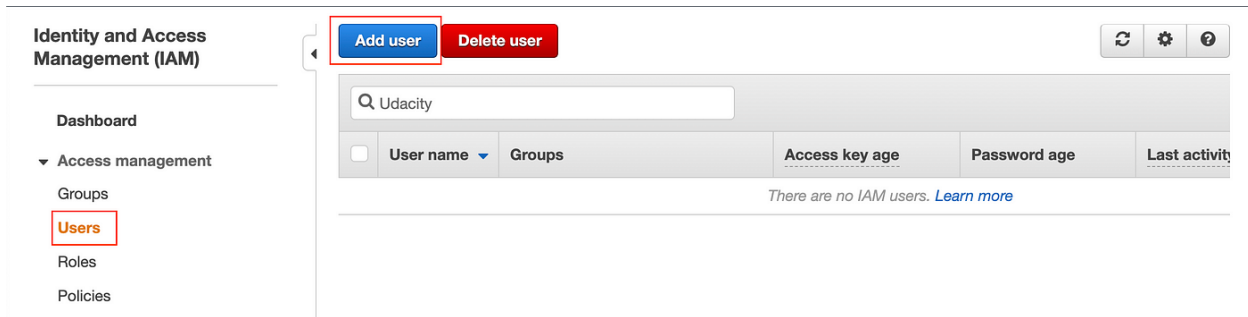 Identity and Access
Management (IAM)
Dashboard
Access management
Groups
Users
Roles
Policies
Add user
Delete user
Udacity
User name Groups Access key age Password age Last activity
There are no IAM users. Learn more